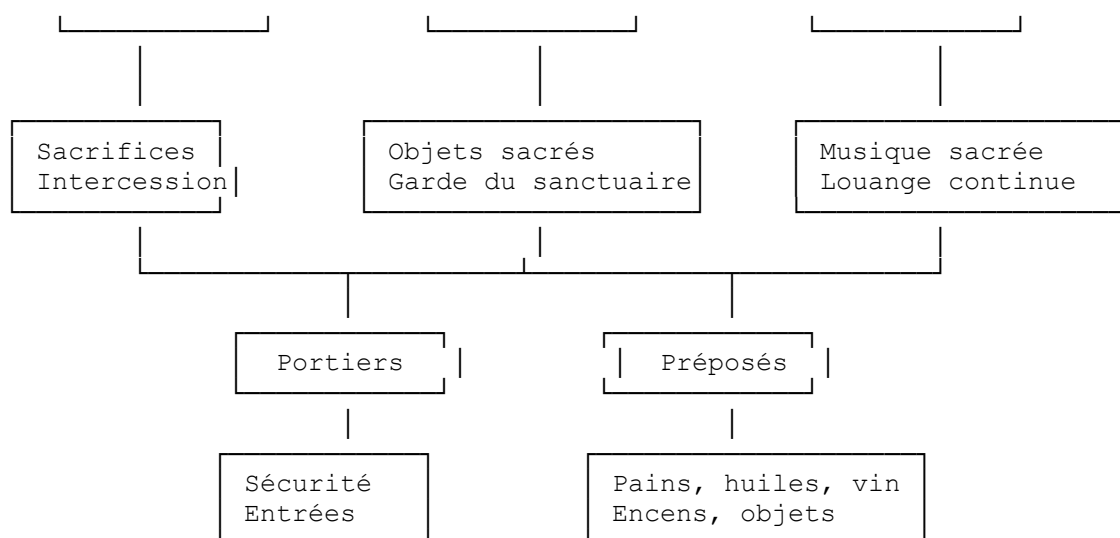 Sacrifices
Intercession
Objets sacrés
Garde du sanctuaire
Musique sacrée
Louange continue
Portiers
Préposés
Sécurité
Entrées
Pains, huiles, vin
Encens, objets